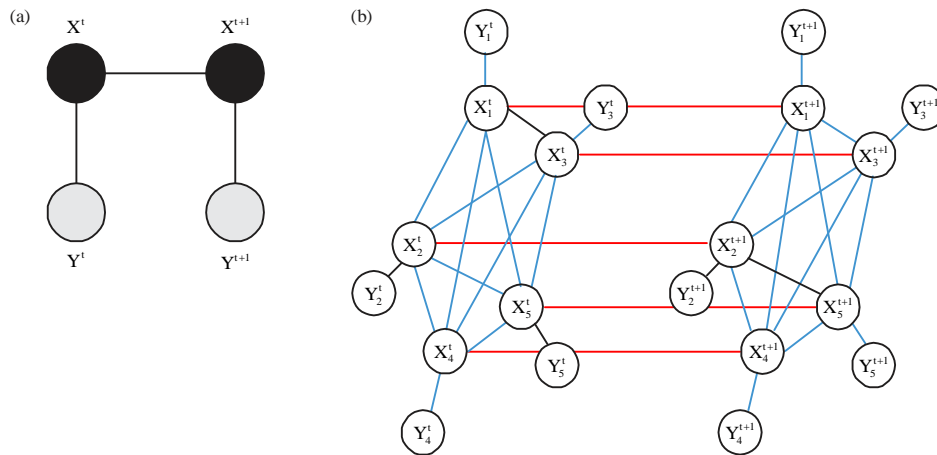 (a)
X^t X^t+1
Y^t Y^t+1
(b)
Y_1^t Y_1^t+1
X_1^t Y_3^t X_1^t+1 Y_3^t+1
X_3^t X_3^t+1
X_2^t X_2^t+1
Y_2^t X_5^t Y_2^t+1 X_5^t+1
X_4^t Y_5^t X_4^t+1 Y_5^t+1
Y_4^t Y_4^t+1